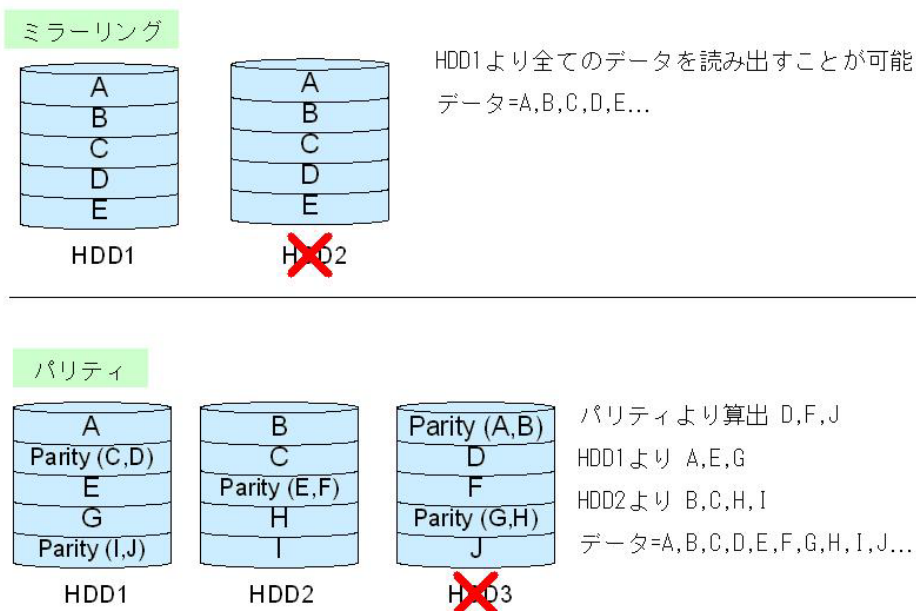 ミラーリング
HDD1より全てのデータを読み出すことが可能
データ=A,B,C,D,E...
A
B
C
D
E
HDD1
A
B
C
D
E
HDD2
パリティ
A
Parity (C,D)
E
G
Parity (I,J)
HDD1
B
C
Parity (E,F)
H
I
HDD2
Parity (A,B)
D
F
Parity (G,H)
J
HDD3
パリティより算出 D,F,J
HDD1より A,E,G
HDD2より B,C,H,I
データ=A,B,C,D,E,F,G,H,I,J...